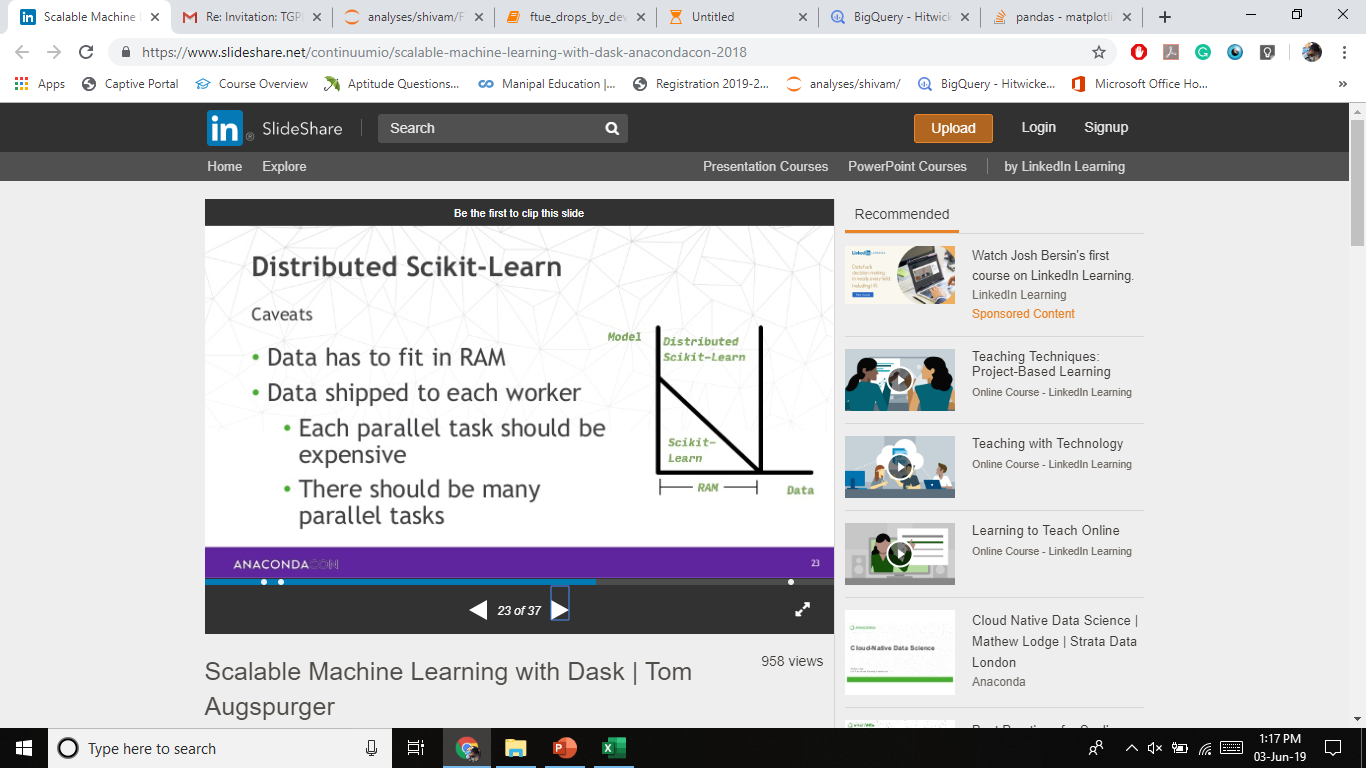 Scalable Machine
Re: Invitation: TGP
analyses/shivam/F
ftue_drops_by_dev
Untitled
BigQuery - Hitwick
pandas - matplotli
https://www.slideshare.net/continuumio/scalable-machine-learning-with-dask-anacondacon-2018
Apps
Captive Portal
Course Overview
Aptitude Questions...
Manipal Education |...
Registration 2019-2...
analyses/shivam/
BigQuery - Hitwicke...
Microsoft Office Ho...
in SlideShare
Search
Upload
Login
Signup
Home
Explore
Presentation Courses
PowerPoint Courses
by LinkedIn Learning
Be the first to clip this slide
Distributed Scikit-Learn
Caveats
• Data has to fit in RAM
• Data shipped to each worker
• Each parallel task should be
expensive
• There should be many
parallel tasks
Model
Distributed
Scikit-Learn
Scikit-
Learn
RAM
Data
ANACONDACON
23
23 of 37
Scalable Machine Learning with Dask | Tom
Augspurger
958 views
Recommended
Watch Josh Bersin's first
course on LinkedIn Learning.
LinkedIn Learning
Sponsored Content
Teaching Techniques:
Project-Based Learning
Online Course - LinkedIn Learning
Teaching with Technology
Online Course - LinkedIn Learning
Learning to Teach Online
Online Course - LinkedIn Learning
Cloud-Native Data Science
Cloud Native Data Science |
Mathew Lodge | Strata Data
London
Anaconda
Type here to search
1:17 PM
03-Jun-19